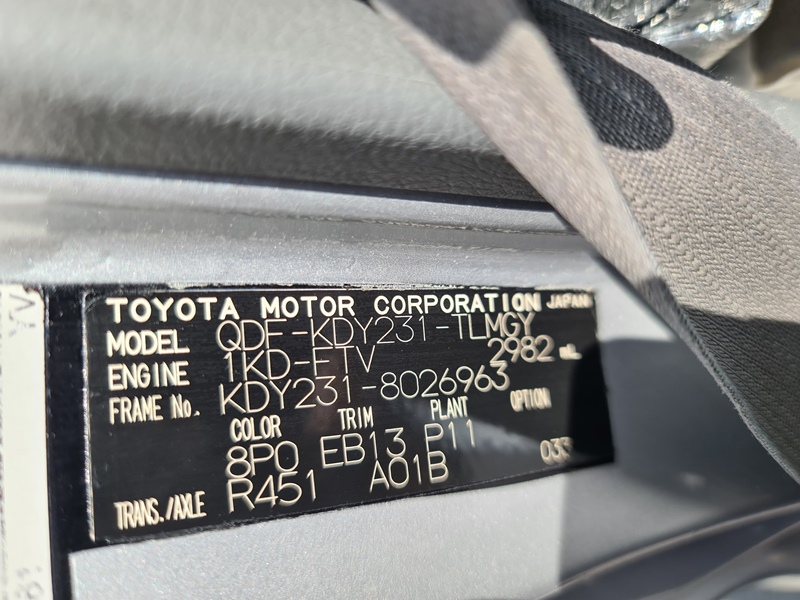 TOYOTA MOTOR CORPORATION JAPAN
MODEL QDF-KDY231-TLMGY
ENGINE 1KD-FTV 2982 mL
FRAME No. KDY231-8026963
COLOR TRIM PLANT OPTION
8P0 EB13 P11 033
TRANS./AXLE R451 A01B